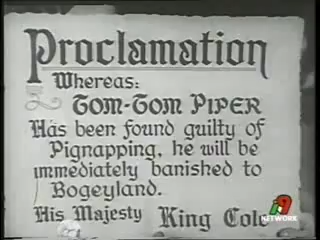 Proclamation
Whereas:
TOM-TOM PIPER
Has been found guilty of
Pignapping, he will be
immediately banished to
Bogeyland.
His Majesty King Cole
NETWORK